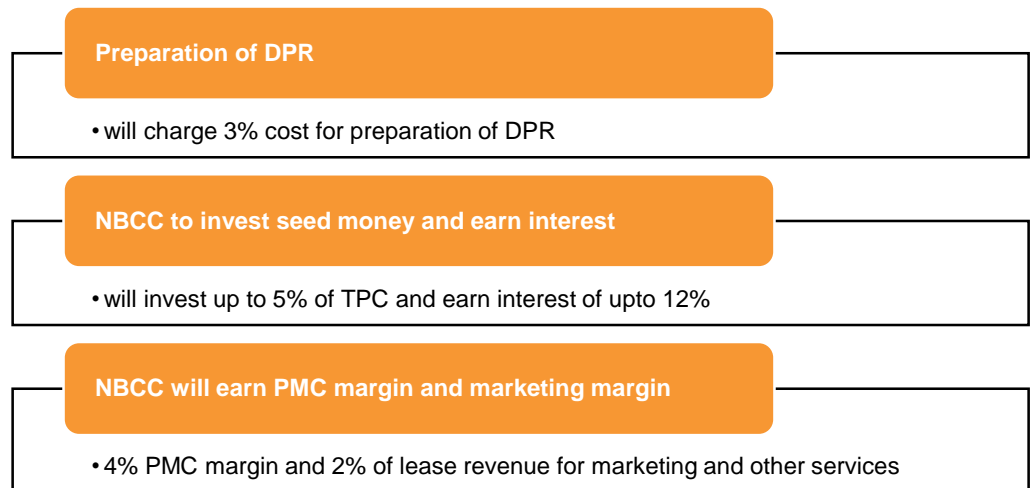 Preparation of DPR
• will charge 3% cost for preparation of DPR
NBCC to invest seed money and earn interest
• will invest up to 5% of TPC and earn interest of upto 12%
NBCC will earn PMC margin and marketing margin
• 4% PMC margin and 2% of lease revenue for marketing and other services